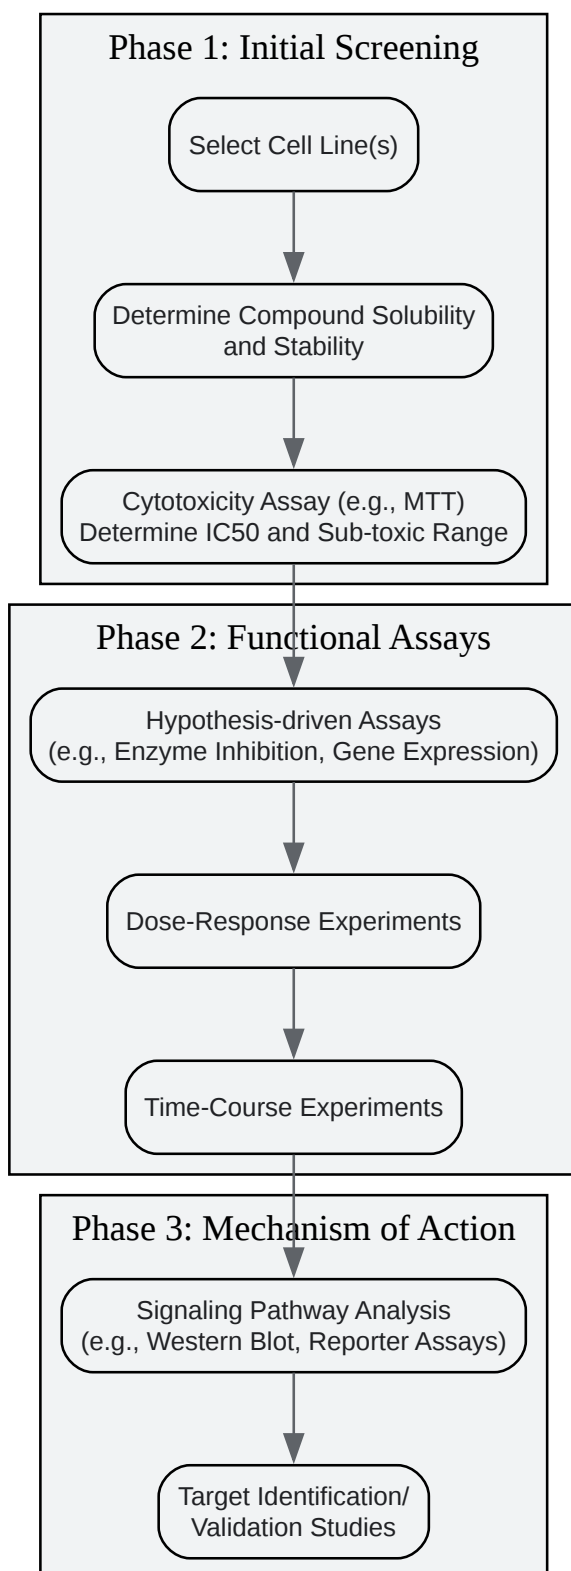 Phase 1: Initial Screening
Select Cell Line(s)
Determine Compound Solubility
and Stability
Cytotoxicity Assay (e.g., MTT)
Determine IC50 and Sub-toxic Range
Phase 2: Functional Assays
Hypothesis-driven Assays
(e.g., Enzyme Inhibition, Gene Expression)
Dose-Response Experiments
Time-Course Experiments
Phase 3: Mechanism of Action
Signaling Pathway Analysis
(e.g., Western Blot, Reporter Assays)
Target Identification/
Validation Studies